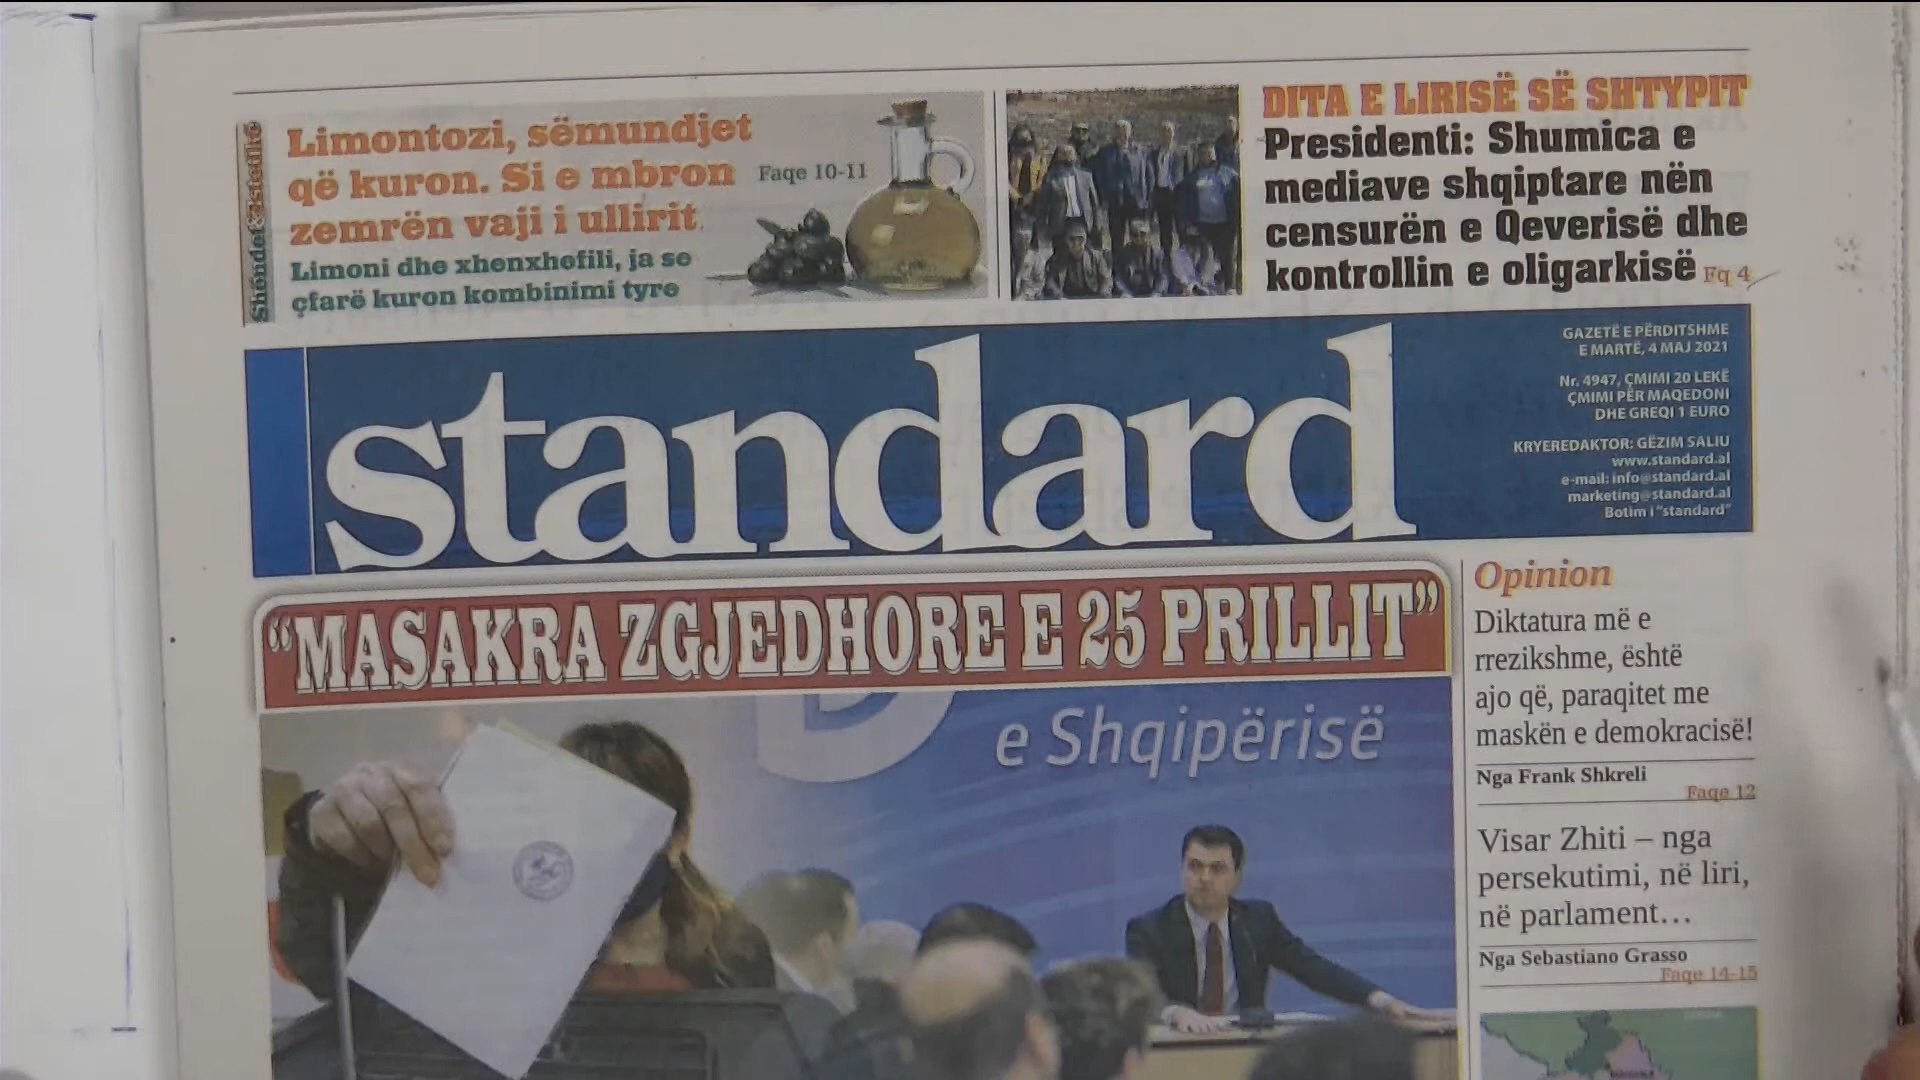 Shëndet & Estetikë
Limontozi, sëmundjet
që kuron. Si e mbron
zemrën vaji i ullirit
Faqe 10-11
Limoni dhe xhenxhefili, ja se
çfarë kuron kombinimi tyre
DITA E LIRISË SË SHTYPIT
Presidenti: Shumica e
mediave shqiptare nën
censurën e Qeverisë dhe
kontrollin e oligarkisë Fq 4
standard
GAZETË E PËRDITSHME
E MARTË, 4 MAJ 2021
Nr. 4947, ÇMIMI 20 LEKË
ÇMIMI PËR MAQEDONI
DHE GREQI 1 EURO
KRYEREDAKTOR: GËZIM SALIU
www.standard.al
e-mail: info@standard.al
marketing@standard.al
Botim i "standard"
“MASAKRA ZGJEDHORE E 25 PRILLIT”
e Shqipërisë
Opinion
Diktatura më e
rrezikshme, është
ajo që, paraqitet me
maskën e demokracisë!
Nga Frank Shkreli
Faqe 12
Visar Zhiti – nga
persekutimi, në liri,
në parlament…
Nga Sebastiano Grasso
Faqe 14-15